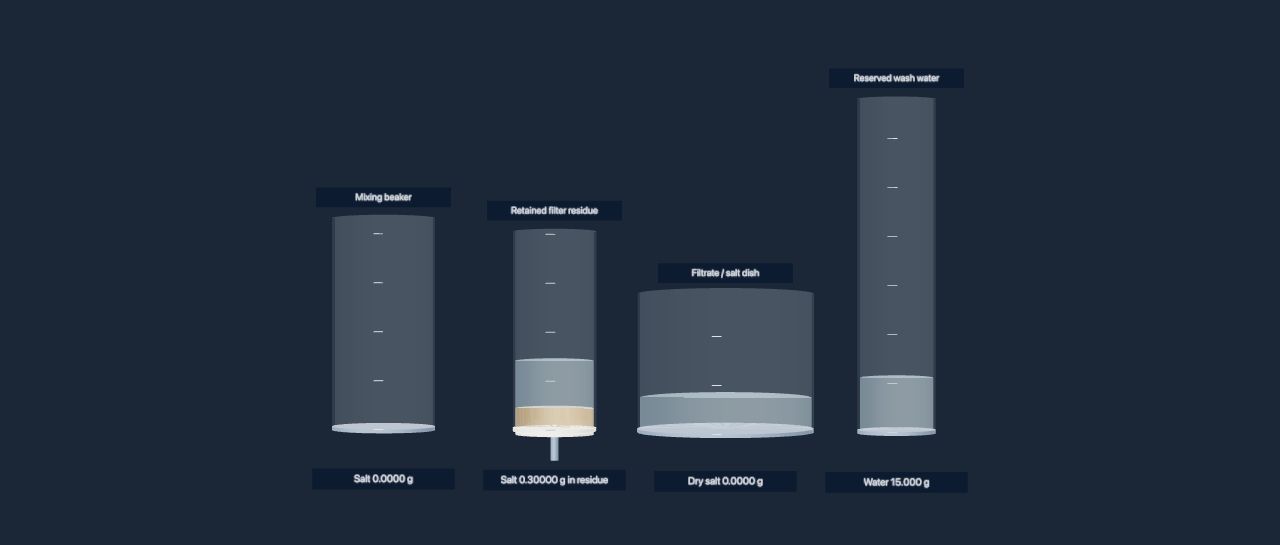 Reserved wash water
Mixing beaker
Retained filter residue
Filtrate / salt dish
Salt 0.0000 g
Salt 0.30000 g in residue
Dry salt 0.0000 g
Water 15.000 g